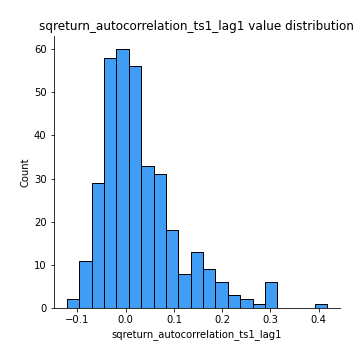 sqreturn_autocorrelation_ts1_lag1 value distribution
60
50
40
30
20
10
0
Count
−0.1 0.0 0.1 0.2 0.3 0.4
sqreturn_autocorrelation_ts1_lag1